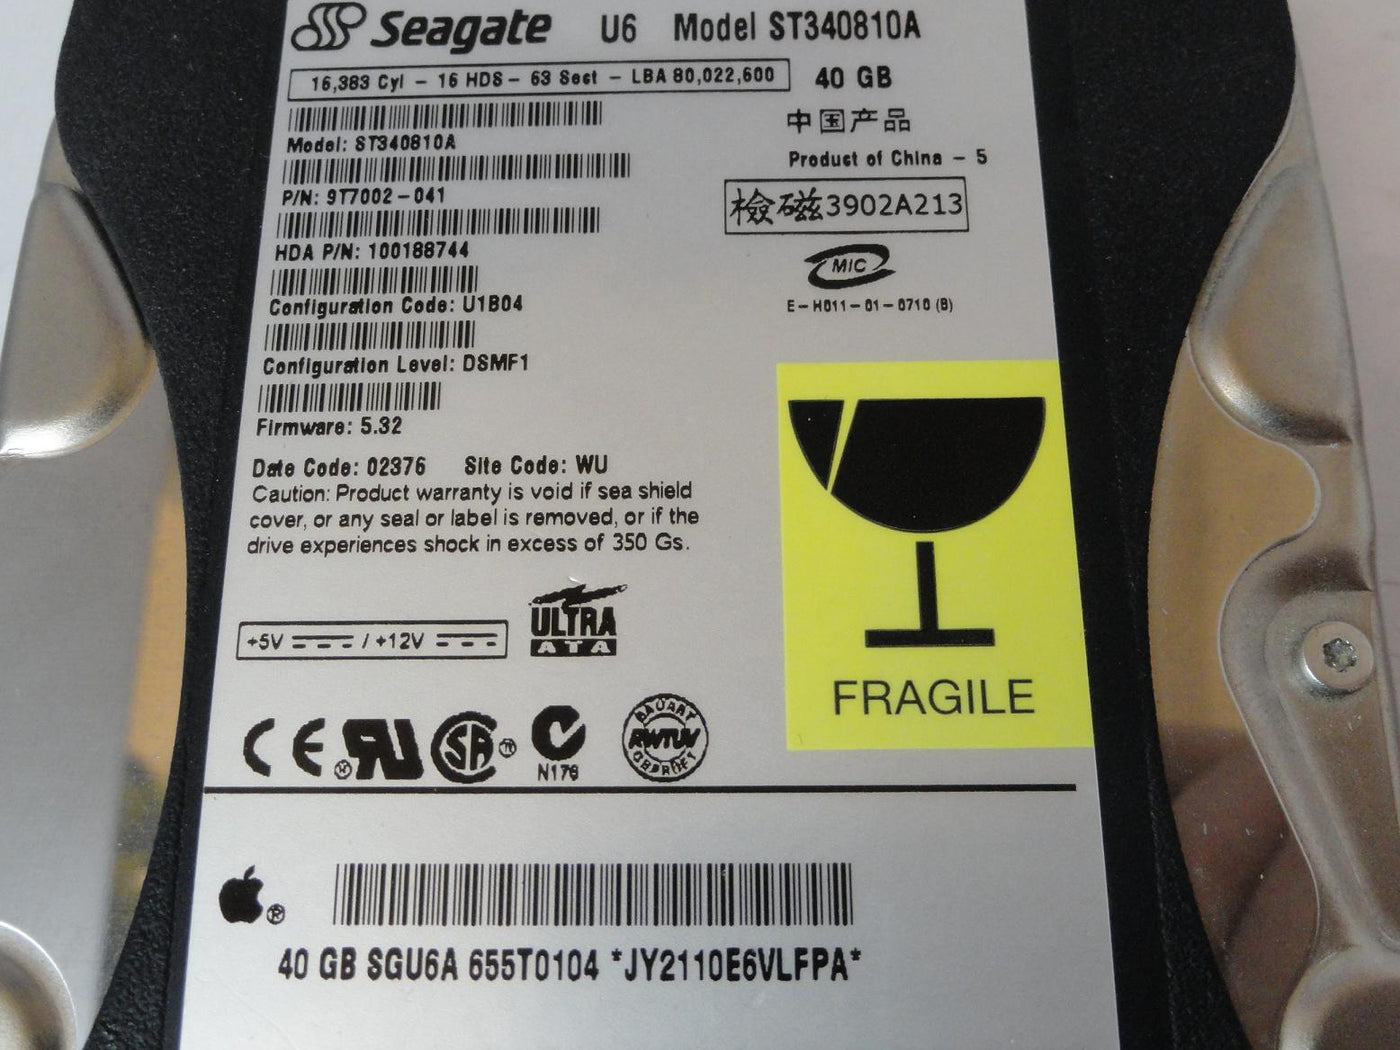 Seagate U6 Model ST340810A
16,383 Cyl - 16 HDS - 63 Sect - LBA 80,022,600 40 GB
Model: ST340810A
中国产品
Product of China - 5
P/N: 9T7002-041
檢磁3902A213
HDA P/N: 100188744
MIC
Configuration Code: U1B04
E-H011-01-0710 (B)
Configuration Level: DSMF1
Firmware: 5.32
Date Code: 02376 Site Code: WU
Caution: Product warranty is void if sea shield
cover, or any seal or label is removed, or if the
drive experiences shock in excess of 350 Gs.
ULTRA
ATA
+5V / +12V
FRAGILE
CE SA ®
N176
BAUART
RWTÜV
GEPRÜFT
®
40 GB SGU6A 655T0104 *JY2110E6VLFPA*